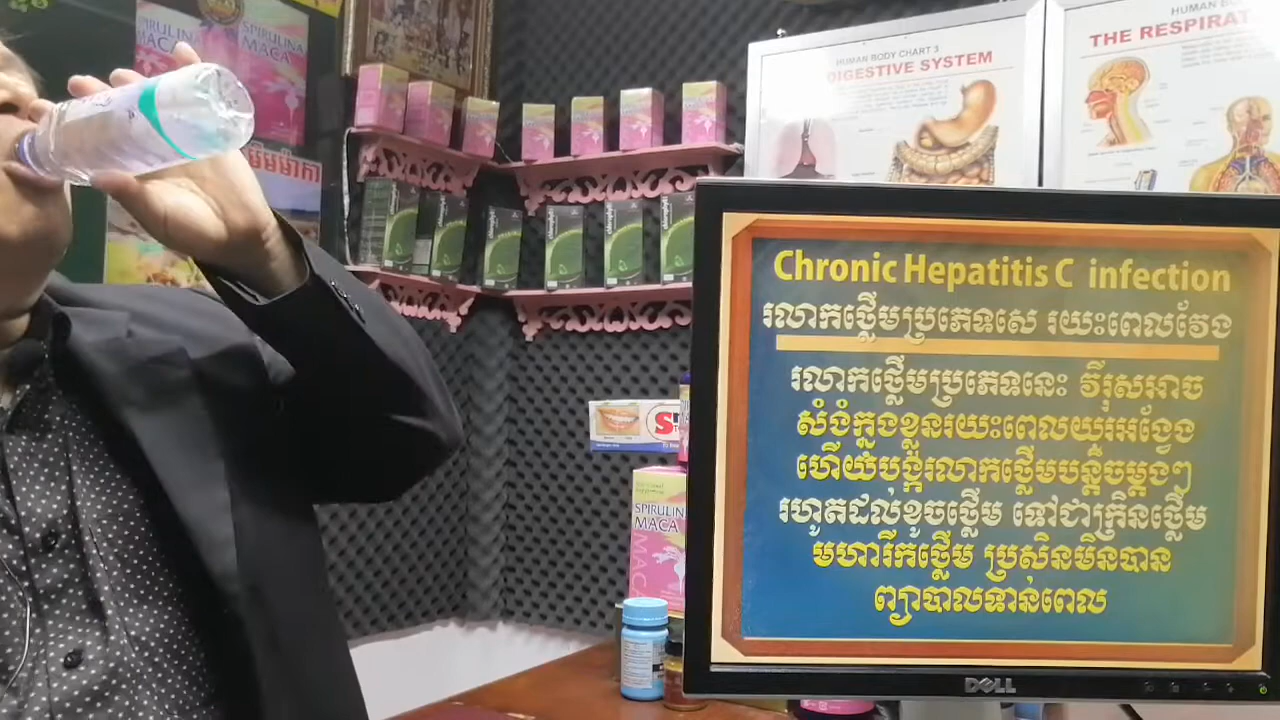 SPIRULINA
MACA
SPIRULINA
MACA
HUMAN BODY CHART 3
DIGESTIVE SYSTEM
THE RESPIRAT
Chronic Hepatitis C infection
រលាកថ្លើមប្រភេទសេ រយះពេលវែង
រលាកថ្លើមប្រភេទនេះ វីរុសអាច
សំងំក្នុងខ្លួនរយះពេលយូរអង្វែង
ហើយបង្ករលាកថ្លើមបន្តិចម្តងៗ
រហូតដល់ខូចថ្លើម ទៅជាក្រិនថ្លើម
មហារីកថ្លើម ប្រសិនមិនបាន
ព្យាបាលទាន់ពេល
SPIRULIN
MACA
DELL